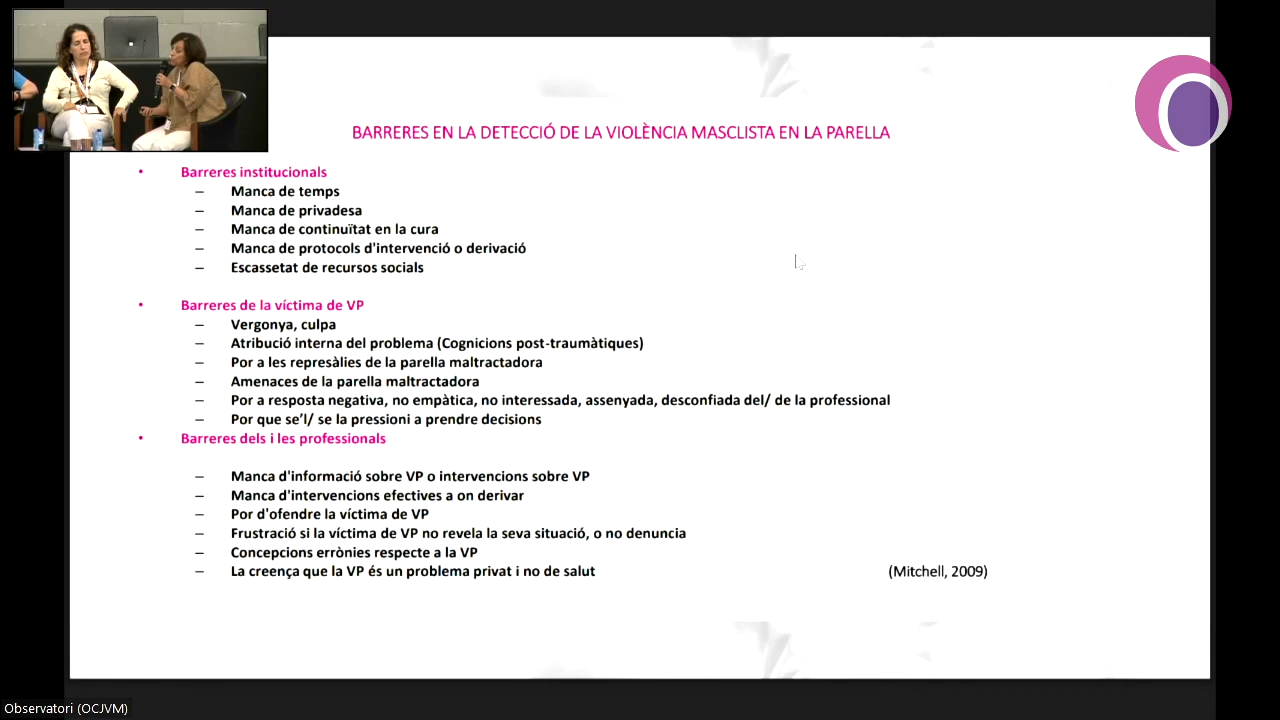 BARRERES EN LA DETECCIÓ DE LA VIOLÈNCIA MASCLISTA EN LA PARELLA
• Barreres institucionals
– Manca de temps
– Manca de privadesa
– Manca de continuïtat en la cura
– Manca de protocols d'intervenció o derivació
– Escassetat de recursos socials
• Barreres de la víctima de VP
– Vergonya, culpa
– Atribució interna del problema (Cognicions post-traumàtiques)
– Por a les represàlies de la parella maltractadora
– Amenaces de la parella maltractadora
– Por a resposta negativa, no empàtica, no interessada, assenyada, desconfiada del/ de la professional
– Por que se’l/ se la pressioni a prendre decisions
• Barreres dels i les professionals
– Manca d'informació sobre VP o intervencions sobre VP
– Manca d'intervencions efectives a on derivar
– Por d'ofendre la víctima de VP
– Frustració si la víctima de VP no revela la seva situació, o no denuncia
– Concepcions errònies respecte a la VP
– La creença que la VP és un problema privat i no de salut (Mitchell, 2009)
Observatori (OCJVM)